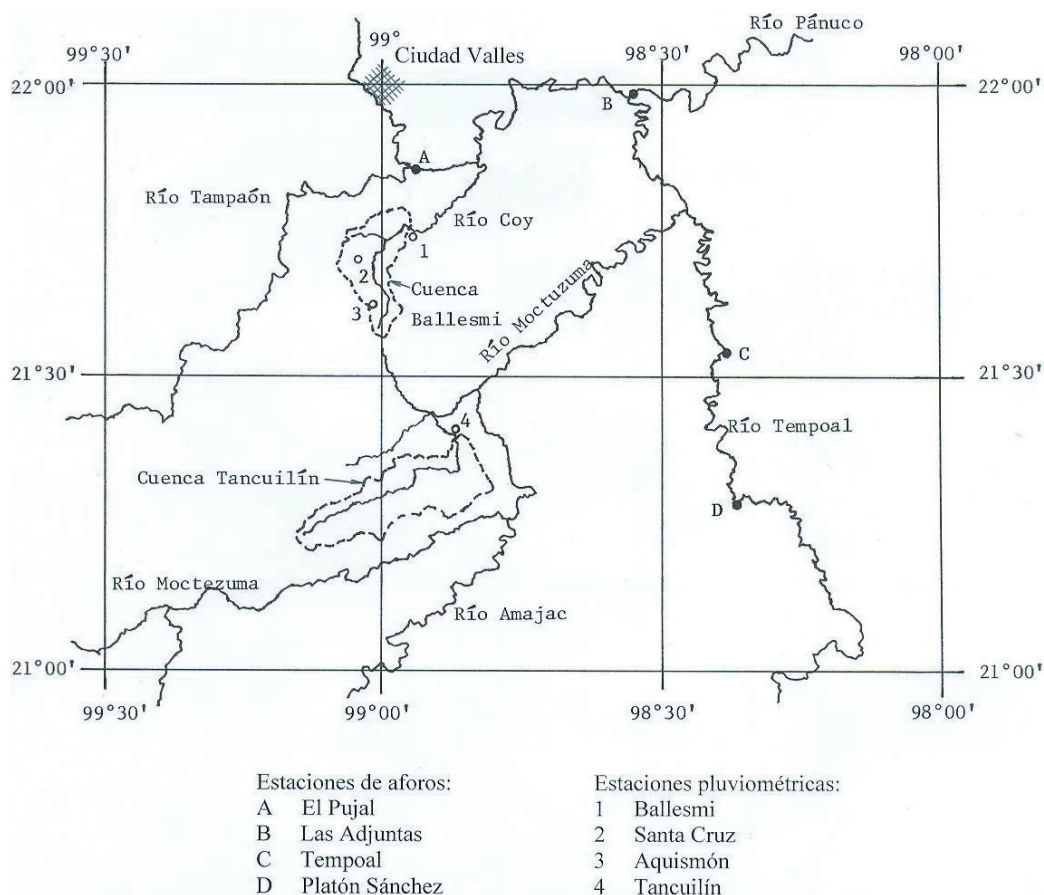 Río Pánuco
99°30'
99°
98°30'
98°00'
Ciudad Valles
22°00'
22°00'
B
A
Río Tampaón
Río Coy
1
2
Cuenca
Ballesmi
3
Río Moctuzuma
C
21°30'
21°30'
4
Río Tempoal
Cuenca Tancuilín
D
Río Moctezuma
Río Amajac
21°00'
21°00'
99°30'
99°00'
98°30'
98°00'
Estaciones de aforos:
A El Pujal
B Las Adjuntas
C Tempoal
D Platón Sánchez
Estaciones pluviométricas:
1 Ballesmi
2 Santa Cruz
3 Aquismón
4 Tancuilín